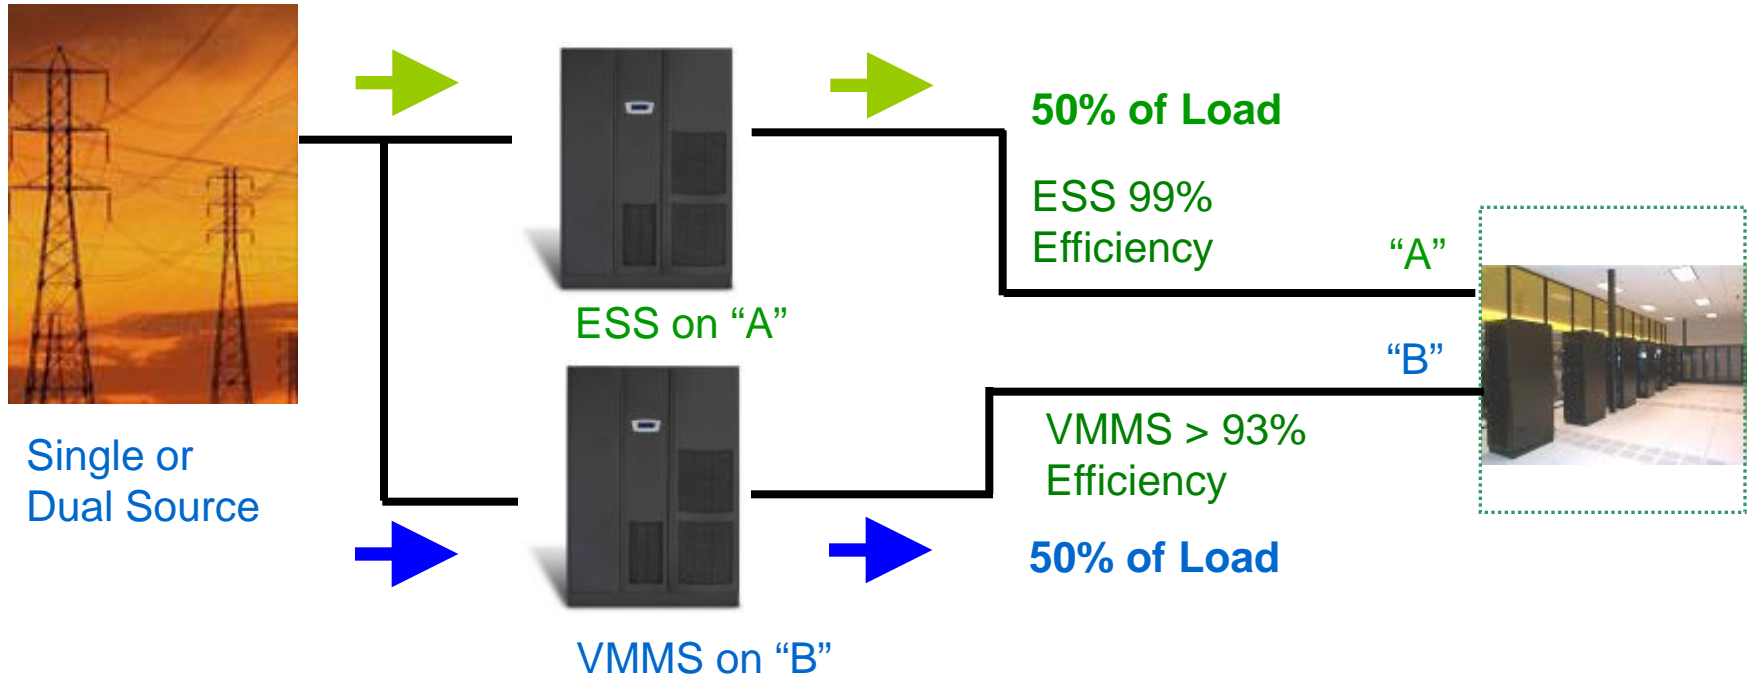 50% of Load
ESS 99%
Efficiency
“A”
ESS on “A”
“B”
VMMS > 93%
Efficiency
Single or
Dual Source
50% of Load
VMMS on “B”